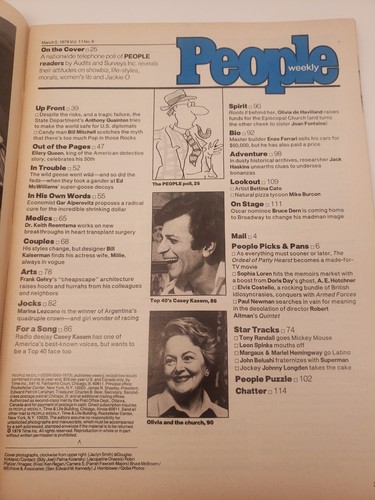 March 5, 1979 Vol. 11 No. 9
On the Cover □ 25
A nationwide telephone poll of PEOPLE
readers by Audits and Surveys Inc. reveals
their attitudes on showbiz, life-styles,
morals, women's lib and Jackie O
People
weekly
Up Front □ 39
□ Despite the risks, and a tragic failure, the
State Department's Anthony Quainton tries
to make the world safe for U.S. diplomats
□ Candy man Bill Mitchell sketches the myth
that there's too much Pop in these Rocks
Out of the Pages □ 47
Ellery Queen, king of the American detective
story, celebrates his 50th
In Trouble □ 52
The wild geese went wild—and so did the
feds—when they took a gander at Ed
McWilliams' super-goose decoys
In His Own Words □ 55
Economist Gar Alperovitz proposes a radical
cure for the incredible shrinking dollar
Medics □ 65
Dr. Keith Reemtsma works on new
breakthroughs in heart transplant surgery
Couples □ 68
His styles change, but designer Bill
Kaiserman finds his actress wife, Millie,
always in vogue
Arts □ 78
Frank Gehry's "cheapskate" architecture
raises hoots and hurrahs from his colleagues
and neighbors
Jocks □ 82
Marina Lezcano is the winner of Argentina's
quadruple crown—and girl wonder of racing
For a Song □ 86
Radio deejay Casey Kasem has one of
America's best-known voices, but wants to
be a Top 40 face too
The PEOPLE poll, 25
Top 40's Casey Kasem, 86
Olivia and the church, 90
Spirit □ 90
Roots it behind her, Olivia de Havilland raises
funds for the Episcopal Church (and turns
the other cheek to sister Joan Fontaine)
Bio □ 92
Master builder Enzo Ferrari sells his cars for
$60,000, but he has also paid a price
Adventure □ 98
In dusty historical archives, researcher Jack
Haskins unearths clues to undersea
bonanzas
Lookout □ 109
□ Artist Bettina Cato
□ Natural pizza tycoon Mike Burcon
On Stage □ 111
Oscar nominee Bruce Dern is coming home
to Broadway to change his madman image
Mail □ 4
People Picks & Pans □ 6
□ As everything must sooner or later, The
Ordeal of Patty Hearst becomes a made-for-
TV movie
□ Sophia Loren hits the memoirs market with
a boost from Doris Day's ghost, A.E. Hotchner
□ Elvis Costello, a rocking bundle of British
idiosyncrasies, conquers with Armed Forces
□ Paul Newman searches in vain for meaning
in the desolation of director Robert
Altman's Quintet
Star Tracks □ 74
□ Tony Randall goes Mickey Mouse
□ Leon Spinks mouths off
□ Margaux & Mariel Hemingway go Latino
□ John Belushi fraternizes with Superman
□ Jockey Johnny Longden takes the cake
People Puzzle □ 102
Chatter □ 114